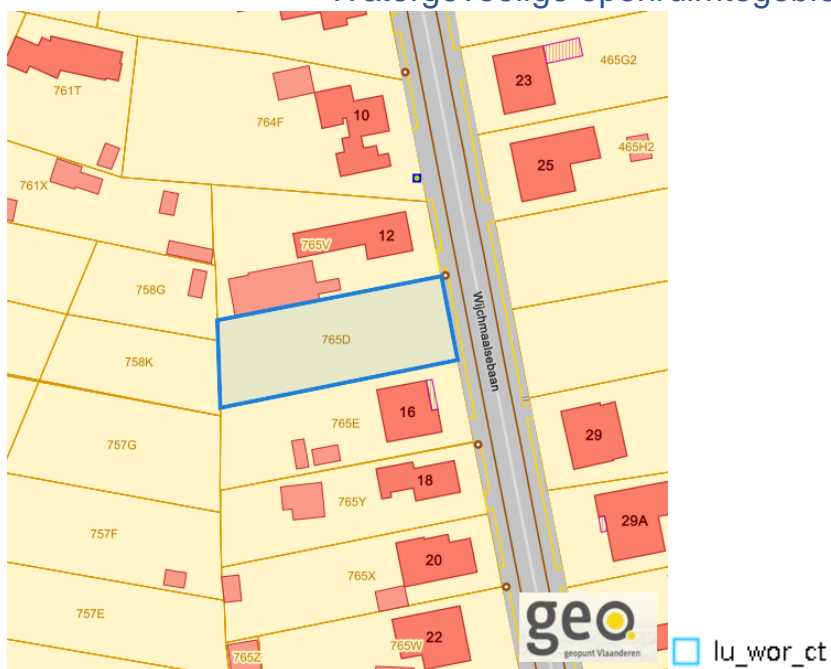 23
465G2
761T
10
764F
25
465H2
761X
12
765V
758G
Wijchmaalsebaan
765D
758K
16
765E
29
757G
18
765Y
29A
757F
20
765X
757E
22
765W
765Z
geo
geopunt Vlaanderen
lu_wor_ct